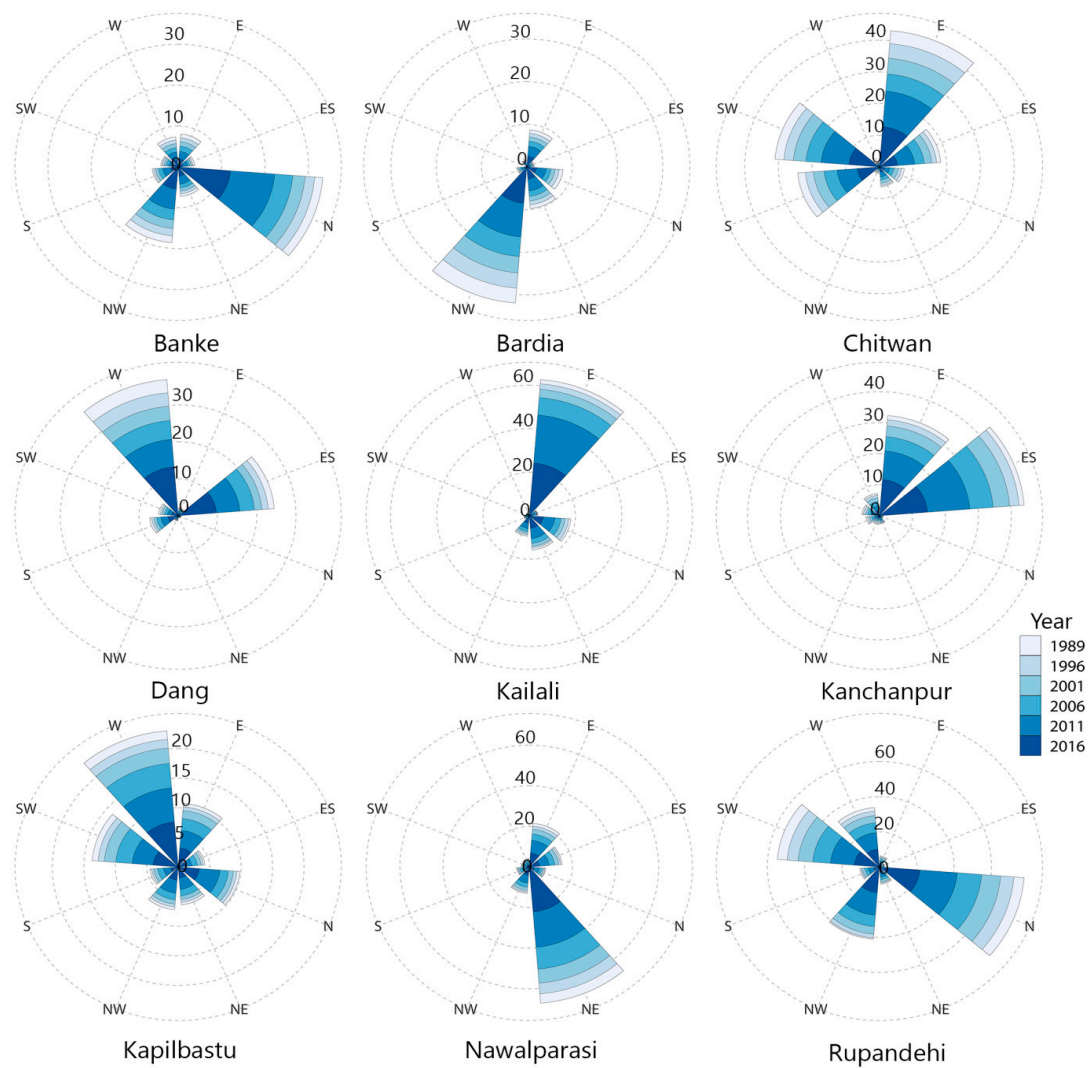 W E
30
SW 20 ES
10
0
S N
NW NE
Banke
W E
30
SW 20 ES
10
0
S N
NW NE
Bardia
W E
40
30
SW 20 ES
10
0
S N
NW NE
Chitwan
W E
30
20
SW ES
10
0
S N
NW NE
Dang
W E
60
40
SW 20 ES
0
S N
NW NE
Kailali
W E
40
30
20
SW ES
10
0
S N
NW NE
Kanchanpur
Year
1989
1996
2001
2006
2011
2016
W E
20
15
SW 10 ES
5
0
S N
NW NE
Kapilbastu
W E
60
40
SW 20 ES
0
S N
NW NE
Nawalparasi
W E
60
40
SW 20 ES
0
S N
NW NE
Rupandehi